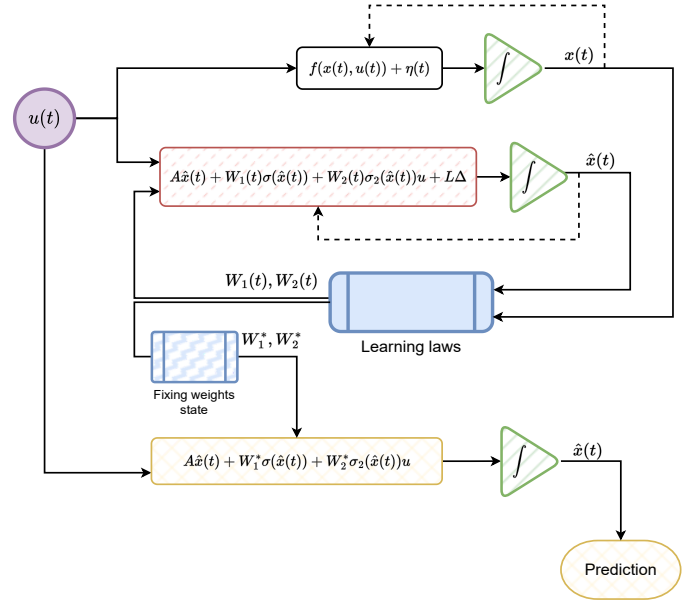 f(x(t), u(t)) + η(t)
∫
x(t)
u(t)
Ax̂(t) + W₁(t)σ(x̂(t)) + W₂(t)σ₂(x̂(t))u + LΔ
∫
x̂(t)
W₁(t), W₂(t)
Learning laws
W₁*, W₂*
Fixing weights
state
Ax̂(t) + W₁*σ(x̂(t)) + W₂*σ₂(x̂(t))u
∫
x̂(t)
Prediction